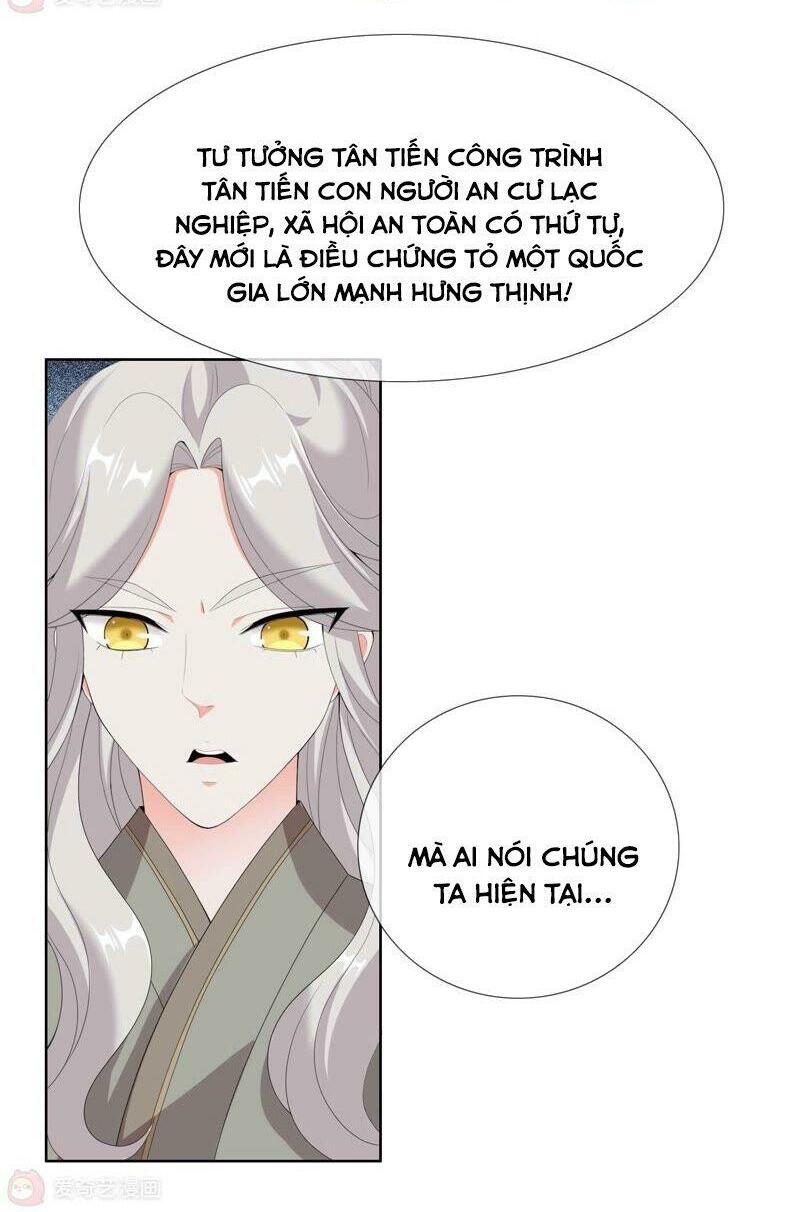 TƯ TƯỞNG TÂN TIẾN CÔNG TRÌNH
TÂN TIẾN CON NGƯỜI AN CƯ LẠC
NGHIỆP, XÃ HỘI AN TOÀN CÓ THỨ TỰ,
ĐÂY MỚI LÀ ĐIỀU CHỨNG TỎ MỘT QUỐC
GIA LỚN MẠNH HƯNG THỊNH!
MÀ AI NÓI CHÚNG
TA HIỆN TẠI...
爱奇艺漫画